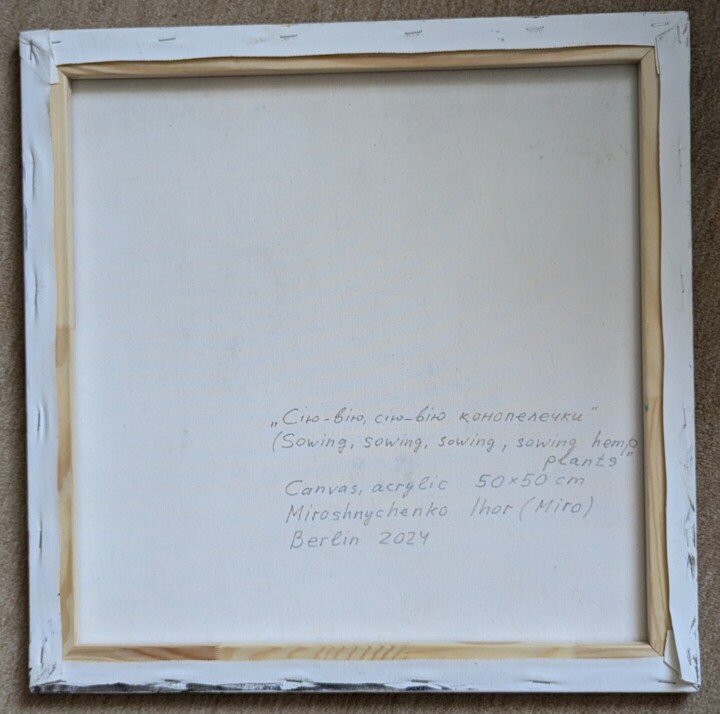 „Сію-вію, сію-вію конопелечки"
(Sowing, sowing, sowing, sowing hemp
plants"
Canvas, acrylic 50×50 cm
Miroshnychenko Ihor (Miro)
Berlin 2024